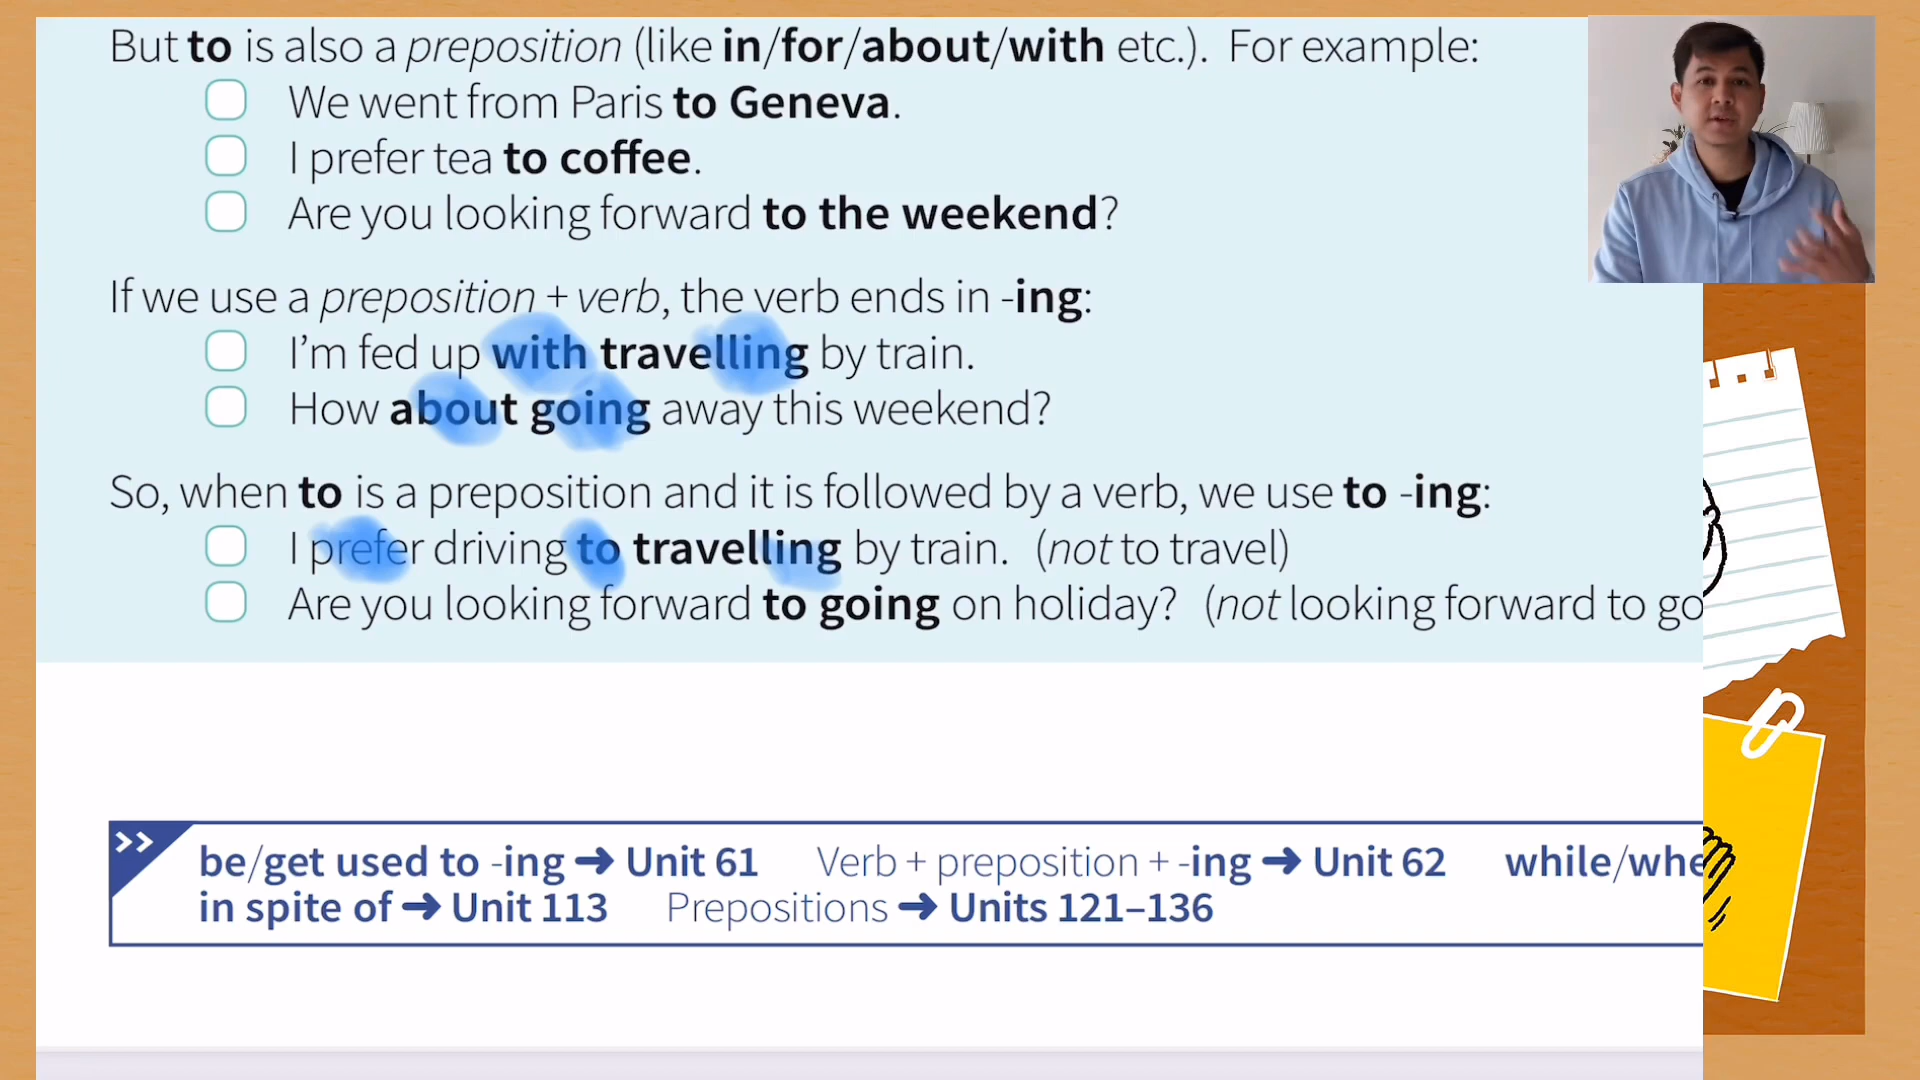 But to is also a preposition (like in/for/about/with etc.). For example:
We went from Paris to Geneva.
I prefer tea to coffee.
Are you looking forward to the weekend?
If we use a preposition + verb, the verb ends in -ing:
I'm fed up with travelling by train.
How about going away this weekend?
So, when to is a preposition and it is followed by a verb, we use to -ing:
I prefer driving to travelling by train. (not to travel)
Are you looking forward to going on holiday? (not looking forward to go
>> be/get used to -ing ➜ Unit 61 Verb + preposition + -ing ➜ Unit 62 while/whe
in spite of ➜ Unit 113 Prepositions ➜ Units 121–136